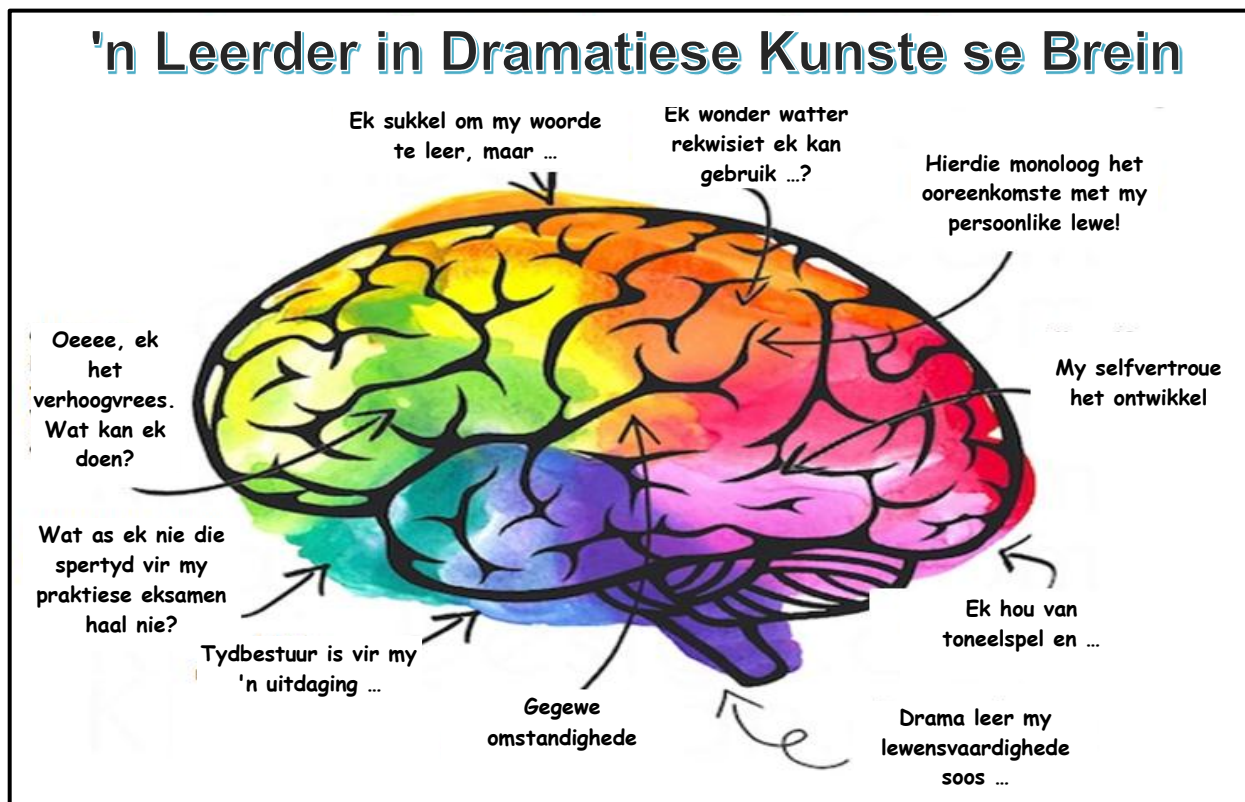 'n Leerder in Dramatiese Kunste se Brein
Ek sukkel om my woorde
te leer, maar …
Ek wonder watter
rekwisiet ek kan
gebruik …?
Hierdie monoloog het
ooreenkomste met my
persoonlike lewe!
Oeeee, ek
het
verhoogvrees.
Wat kan ek
doen?
My selfvertroue
het ontwikkel
Wat as ek nie die
spertyd vir my
praktiese eksamen
haal nie?
Ek hou van
toneelspel en …
Tydbestuur is vir my
'n uitdaging …
Gegewe
omstandighede
Drama leer my
lewensvaardighede
soos …